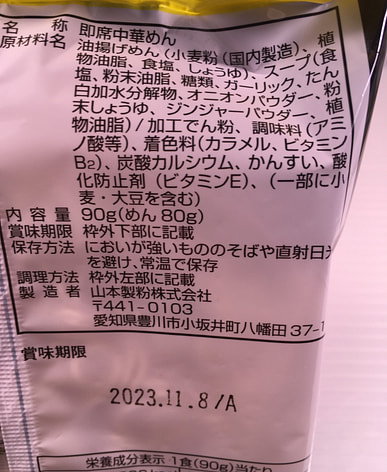 名称 即席中華めん
原材料名 油揚げめん(小麦粉(国内製造)、植
物油脂、食塩、しょうゆ)、スープ(食
塩、粉末油脂、糖類、ガーリック、たん
白加水分解物、オニオンパウダー、粉
末しょうゆ、ジンジャーパウダー、植
物油脂)/加工でん粉、調味料(アミ
ノ酸等)、着色料(カラメル、ビタミン
B₂)、炭酸カルシウム、かんすい、酸
化防止剤(ビタミンE)、(一部に小
麦・大豆を含む)
内容量 90g(めん 80g)
賞味期限 枠外下部に記載
保存方法 においが強いもののそばや直射日光
を避け、常温で保存
調理方法 枠外左部に記載
製造者 山本製粉株式会社
〒441-0103
愛知県豊川市小坂井町八幡田37-1
賞味期限
2023.11.8/A
栄養成分表示 1食(90g)当たり